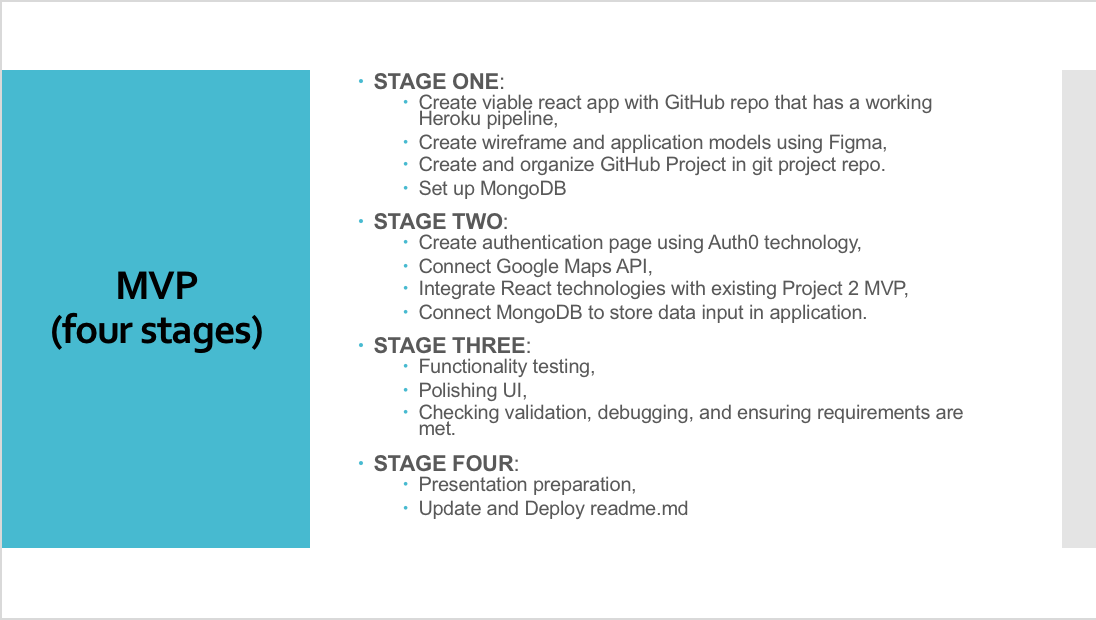 MVP
(four stages)
• STAGE ONE:
• Create viable react app with GitHub repo that has a working
Heroku pipeline,
• Create wireframe and application models using Figma,
• Create and organize GitHub Project in git project repo.
• Set up MongoDB
• STAGE TWO:
• Create authentication page using Auth0 technology,
• Connect Google Maps API,
• Integrate React technologies with existing Project 2 MVP,
• Connect MongoDB to store data input in application.
• STAGE THREE:
• Functionality testing,
• Polishing UI,
• Checking validation, debugging, and ensuring requirements are
met.
• STAGE FOUR:
• Presentation preparation,
• Update and Deploy readme.md